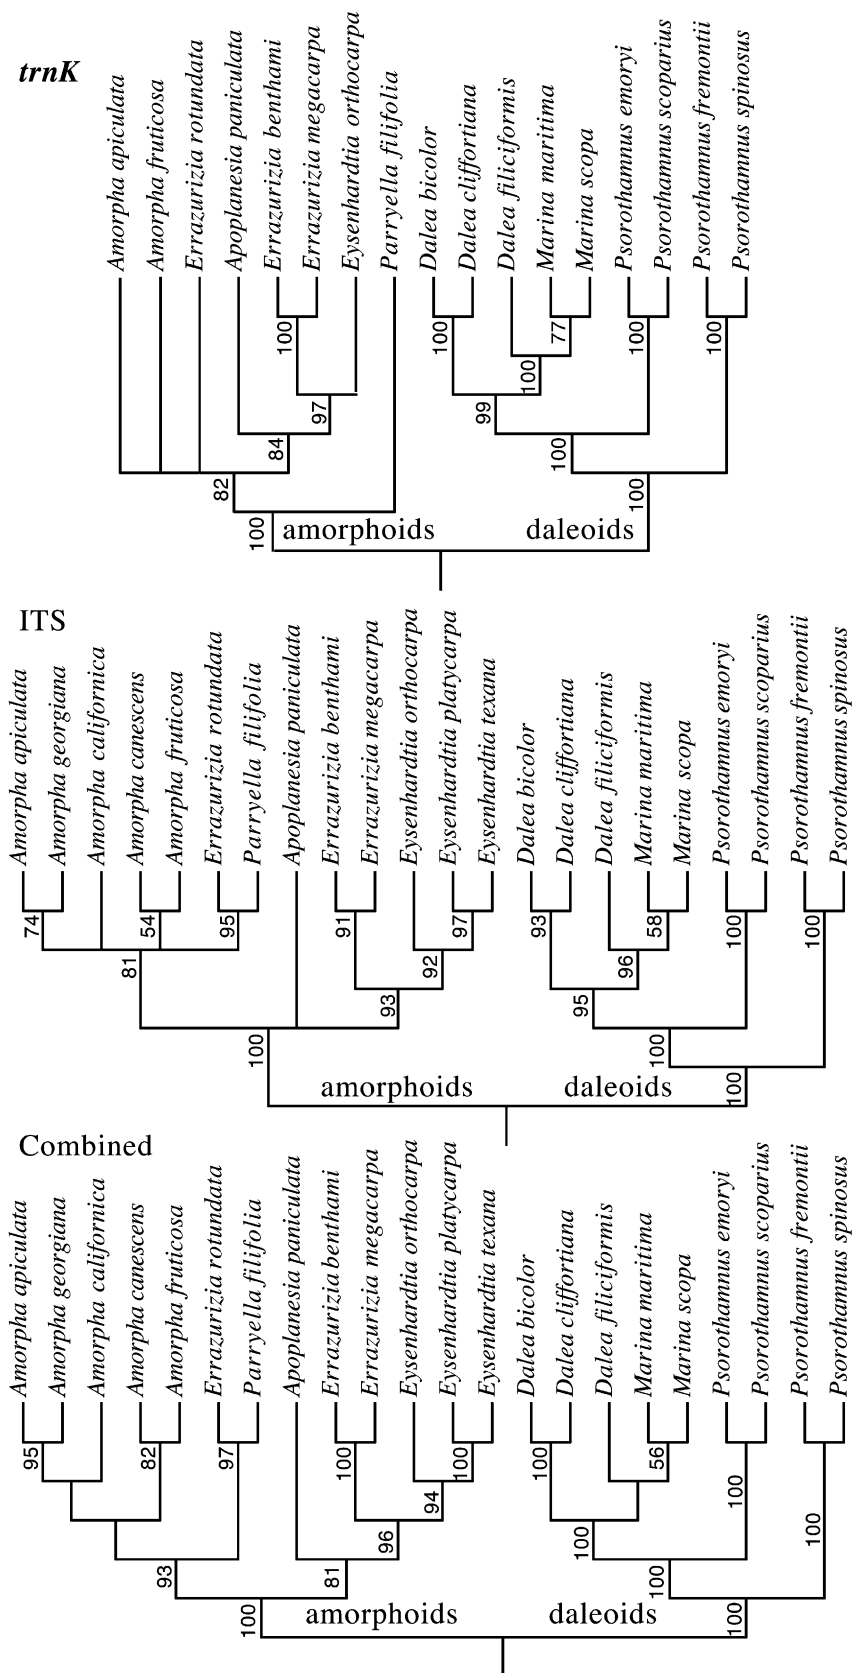 trnK
Amorpha apiculata
Amorpha fruticosa
Errazurizia rotundata
Apoplanesia paniculata
Errazurizia benthami
Errazurizia megacarpa
Eysenhardtia orthocarpa
Parryella filifolia
Dalea bicolor
Dalea cliffortiana
Dalea filiciformis
Marina maritima
Marina scopa
Psorothamnus emoryi
Psorothamnus scoparius
Psorothamnus fremontii
Psorothamnus spinosus
100
100
77
100
100
100
97
99
84
100
82
100
100
amorphoids
daleoids
ITS
Amorpha apiculata
Amorpha georgiana
Amorpha californica
Amorpha canescens
Amorpha fruticosa
Errazurizia rotundata
Parryella filifolia
Apoplanesia paniculata
Errazurizia benthami
Errazurizia megacarpa
Eysenhardtia orthocarpa
Eysenhardtia platycarpa
Eysenhardtia texana
Dalea bicolor
Dalea cliffortiana
Dalea filiciformis
Marina maritima
Marina scopa
Psorothamnus emoryi
Psorothamnus scoparius
Psorothamnus fremontii
Psorothamnus spinosus
74
54
95
91
97
93
58
100
100
81
92
96
93
95
100
100
100
amorphoids
daleoids
Combined
Amorpha apiculata
Amorpha georgiana
Amorpha californica
Amorpha canescens
Amorpha fruticosa
Errazurizia rotundata
Parryella filifolia
Apoplanesia paniculata
Errazurizia benthami
Errazurizia megacarpa
Eysenhardtia orthocarpa
Eysenhardtia platycarpa
Eysenhardtia texana
Dalea bicolor
Dalea cliffortiana
Dalea filiciformis
Marina maritima
Marina scopa
Psorothamnus emoryi
Psorothamnus scoparius
Psorothamnus fremontii
Psorothamnus spinosus
95
82
97
100
100
100
56
100
94
100
96
100
93
81
100
100
100
amorphoids
daleoids